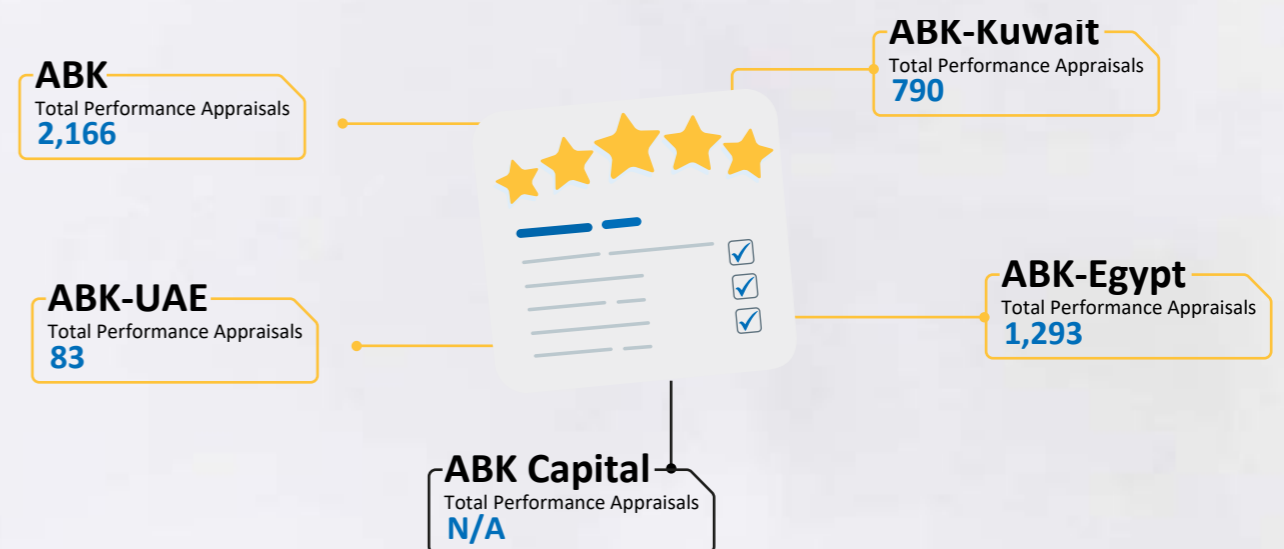 ABK
Total Performance Appraisals
2,166
ABK-Kuwait
Total Performance Appraisals
790
ABK-UAE
Total Performance Appraisals
83
ABK-Egypt
Total Performance Appraisals
1,293
ABK Capital
Total Performance Appraisals
N/A